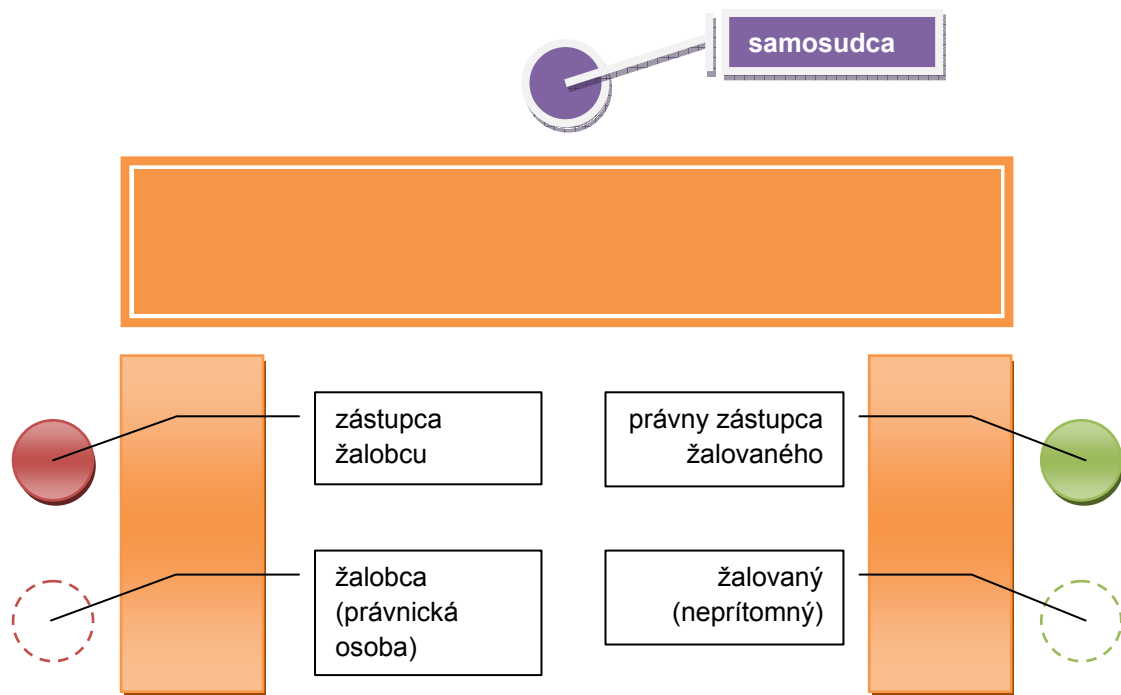 samosudca
zástupca
žalobcu
právny zástupca
žalovaného
žalobca
(právnická
osoba)
žalovaný
(neprítomný)